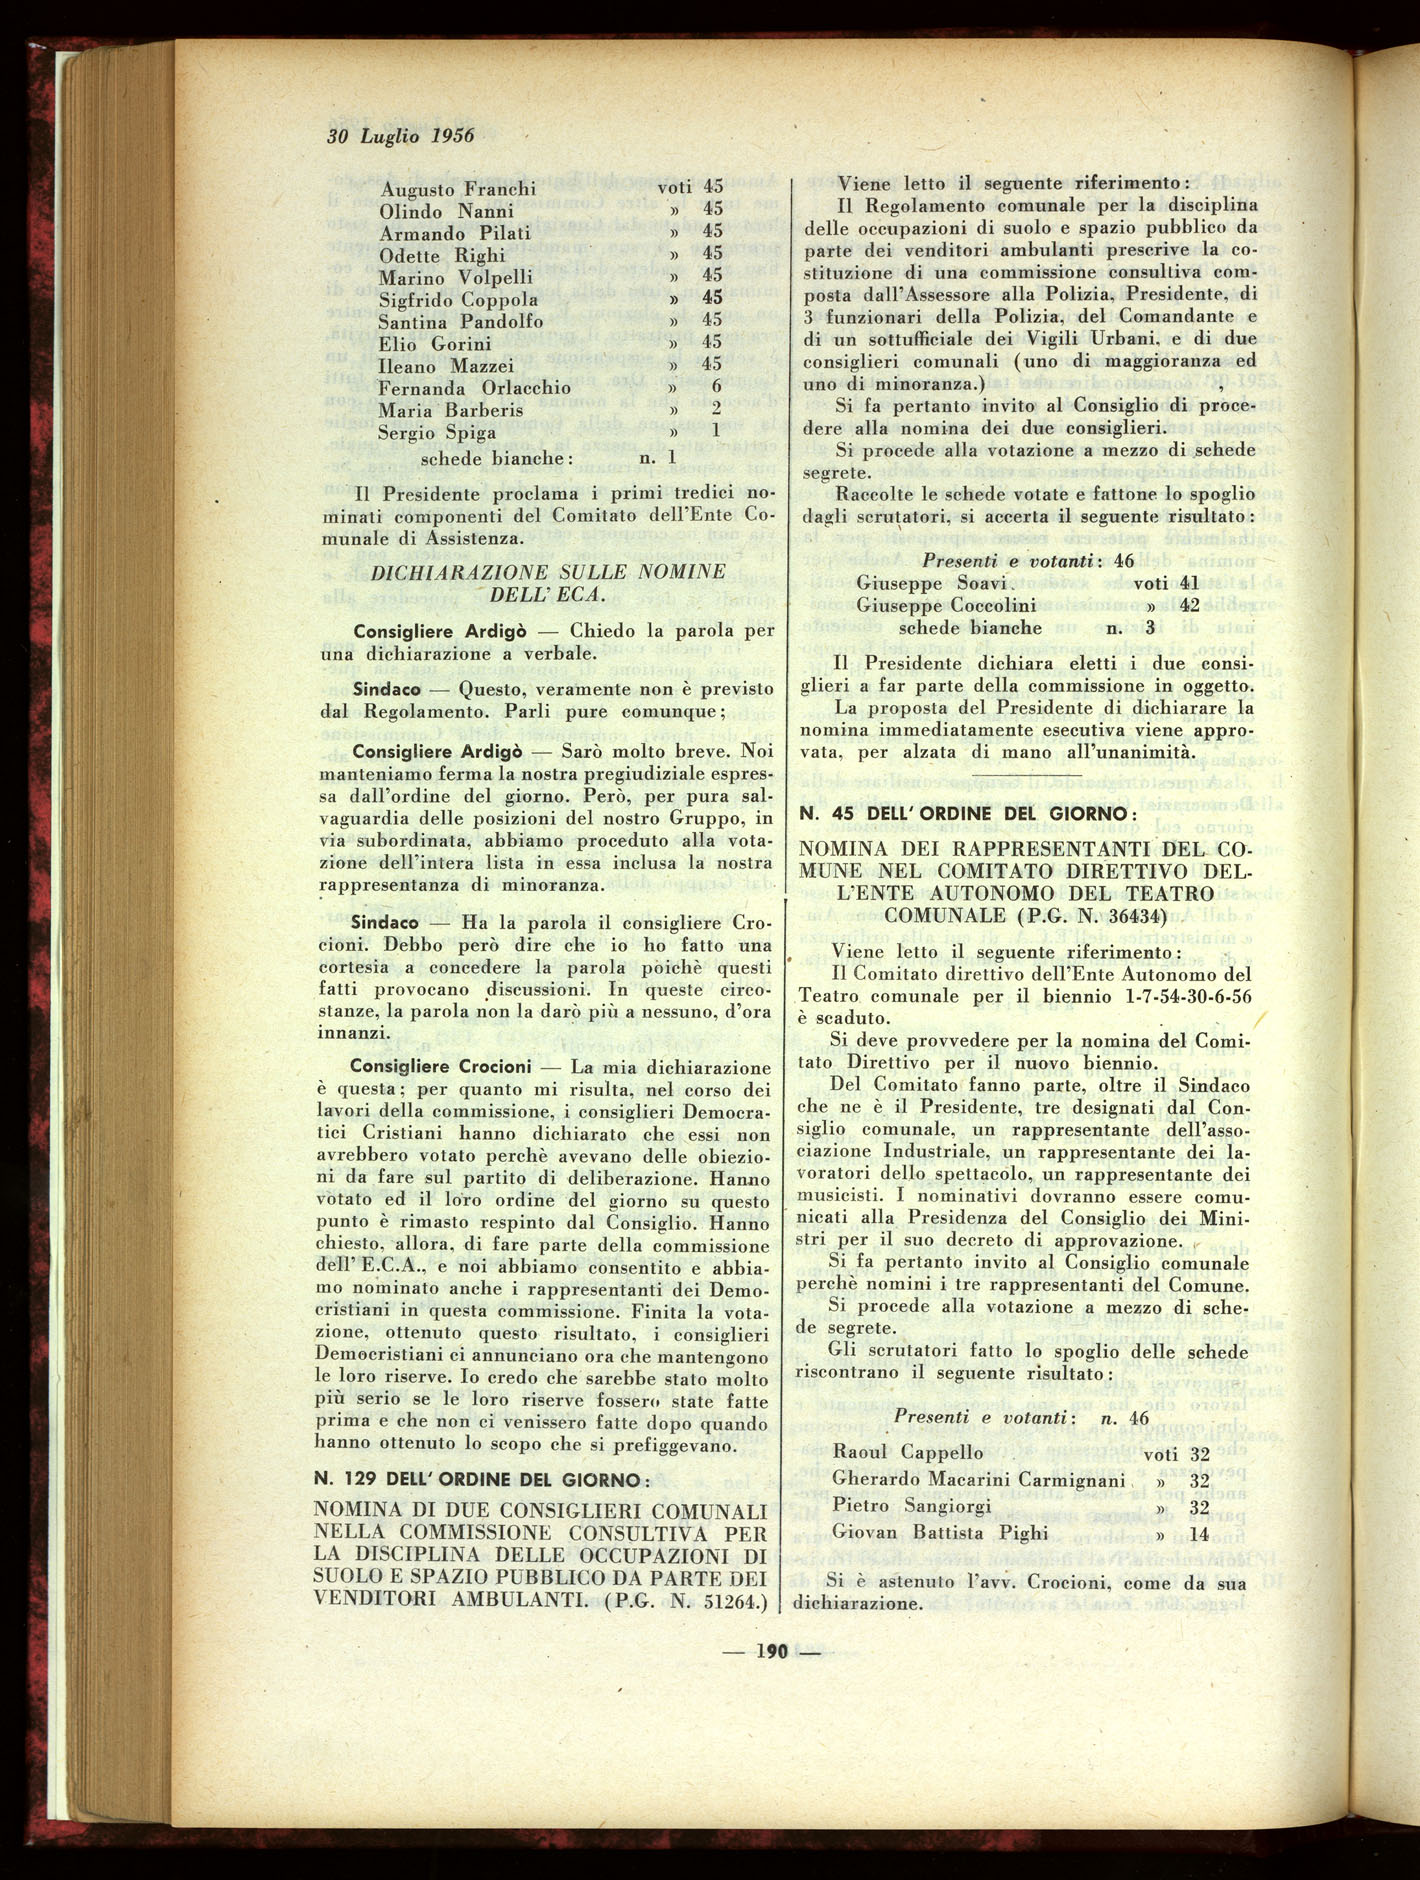 30 Luglio 1956
Augusto Franchi voti 45
Olindo Nanni » 45
Armando Pilati » 45
Odette Righi » 45
Marino Volpelli » 45
Sigfrido Coppola » 45
Santina Pandolfo » 45
Elio Gorini » 45
Ileano Mazzei » 45
Fernanda Orlacchio » 6
Maria Barberis » 2
Sergio Spiga » 1
schede bianche: n. 1
Il Presidente proclama i primi tredici no-
minati componenti del Comitato dell'Ente Co-
munale di Assistenza.
DICHIARAZIONE SULLE NOMINE
DELL' ECA.
Consigliere Ardigò — Chiedo la parola per
una dichiarazione a verbale.
Sindaco — Questo, veramente non è previsto
dal Regolamento. Parli pure comunque;
Consigliere Ardigò — Sarò molto breve. Noi
manteniamo ferma la nostra pregiudiziale espres-
sa dall'ordine del giorno. Però, per pura sal-
vaguardia delle posizioni del nostro Gruppo, in
via subordinata, abbiamo proceduto alla vota-
zione dell'intera lista in essa inclusa la nostra
rappresentanza di minoranza.
Sindaco — Ha la parola il consigliere Cro-
cioni. Debbo però dire che io ho fatto una
cortesia a concedere la parola poichè questi
fatti provocano discussioni. In queste circo-
stanze, la parola non la darò più a nessuno, d'ora
innanzi.
Consigliere Crocioni — La mia dichiarazione
è questa; per quanto mi risulta, nel corso dei
lavori della commissione, i consiglieri Democra-
tici Cristiani hanno dichiarato che essi non
avrebbero votato perchè avevano delle obiezio-
ni da fare sul partito di deliberazione. Hanno
votato ed il loro ordine del giorno su questo
punto è rimasto respinto dal Consiglio. Hanno
chiesto, allora, di fare parte della commissione
dell' E.C.A., e noi abbiamo consentito e abbia-
mo nominato anche i rappresentanti dei Demo-
cristiani in questa commissione. Finita la vota-
zione, ottenuto questo risultato, i consiglieri
Democristiani ci annunciano ora che mantengono
le loro riserve. Io credo che sarebbe stato molto
più serio se le loro riserve fossero state fatte
prima e che non ci venissero fatte dopo quando
hanno ottenuto lo scopo che si prefiggevano.
N. 129 DELL' ORDINE DEL GIORNO:
NOMINA DI DUE CONSIGLIERI COMUNALI
NELLA COMMISSIONE CONSULTIVA PER
LA DISCIPLINA DELLE OCCUPAZIONI DI
SUOLO E SPAZIO PUBBLICO DA PARTE DEI
VENDITORI AMBULANTI. (P.G. N. 51264.)
Viene letto il seguente riferimento:
Il Regolamento comunale per la disciplina
delle occupazioni di suolo e spazio pubblico da
parte dei venditori ambulanti prescrive la co-
stituzione di una commissione consultiva com-
posta dall'Assessore alla Polizia, Presidente, di
3 funzionari della Polizia, del Comandante e
di un sottufficiale dei Vigili Urbani, e di due
consiglieri comunali (uno di maggioranza ed
uno di minoranza.)
Si fa pertanto invito al Consiglio di proce-
dere alla nomina dei due consiglieri.
Si procede alla votazione a mezzo di schede
segrete.
Raccolte le schede votate e fattone lo spoglio
dagli scrutatori, si accerta il seguente risultato:
Presenti e votanti: 46
Giuseppe Soavi voti 41
Giuseppe Coccolini » 42
schede bianche n. 3
Il Presidente dichiara eletti i due consi-
glieri a far parte della commissione in oggetto.
La proposta del Presidente di dichiarare la
nomina immediatamente esecutiva viene appro-
vata, per alzata di mano all'unanimità.
N. 45 DELL' ORDINE DEL GIORNO:
NOMINA DEI RAPPRESENTANTI DEL CO-
MUNE NEL COMITATO DIRETTIVO DEL-
L'ENTE AUTONOMO DEL TEATRO
COMUNALE (P.G. N. 36434)
Viene letto il seguente riferimento:
Il Comitato direttivo dell'Ente Autonomo del
Teatro comunale per il biennio 1-7-54-30-6-56
è scaduto.
Si deve provvedere per la nomina del Comi-
tato Direttivo per il nuovo biennio.
Del Comitato fanno parte, oltre il Sindaco
che ne è il Presidente, tre designati dal Con-
siglio comunale, un rappresentante dell'asso-
ciazione Industriale, un rappresentante dei la-
voratori dello spettacolo, un rappresentante dei
musicisti. I nominativi dovranno essere comu-
nicati alla Presidenza del Consiglio dei Mini-
stri per il suo decreto di approvazione.
Si fa pertanto invito al Consiglio comunale
perchè nomini i tre rappresentanti del Comune.
Si procede alla votazione a mezzo di sche-
de segrete.
Gli scrutatori fatto lo spoglio delle schede
riscontrano il seguente risultato:
Presenti e votanti: n. 46
Raoul Cappello voti 32
Gherardo Macarini Carmignani » 32
Pietro Sangiorgi » 32
Giovan Battista Pighi » 14
Si è astenuto l'avv. Crocioni, come da sua
dichiarazione.
— 190 —